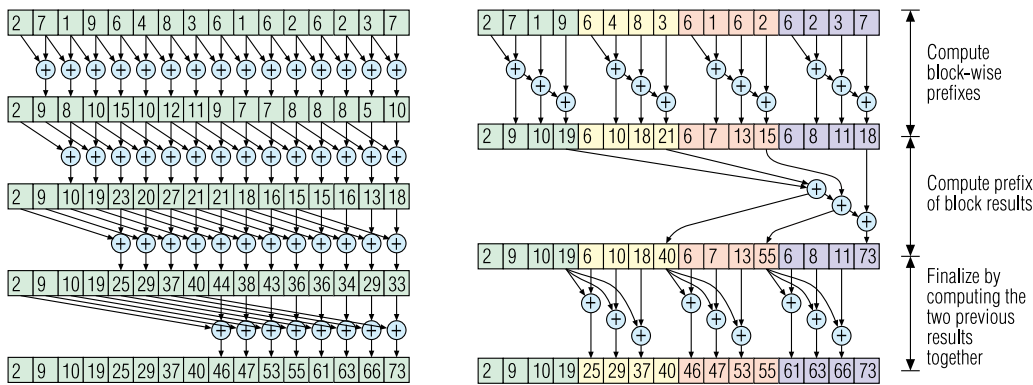 2 7 1 9 6 4 8 3 6 1 6 2 6 2 3 7
2 9 8 10 15 10 12 11 9 7 7 8 8 8 5 10
2 9 10 19 23 20 27 21 21 18 16 15 15 16 13 18
2 9 10 19 25 29 37 40 44 38 43 36 36 34 29 33
2 9 10 19 25 29 37 40 46 47 53 55 61 63 66 73
2 7 1 9 6 4 8 3 6 1 6 2 6 2 3 7
2 9 10 19 6 10 18 21 6 7 13 15 6 8 11 18
2 9 10 19 6 10 18 40 6 7 13 55 6 8 11 73
2 9 10 19 25 29 37 40 46 47 53 55 61 63 66 73
Compute
block-wise
prefixes
Compute prefix
of block results
Finalize by
computing the
two previous
results
together